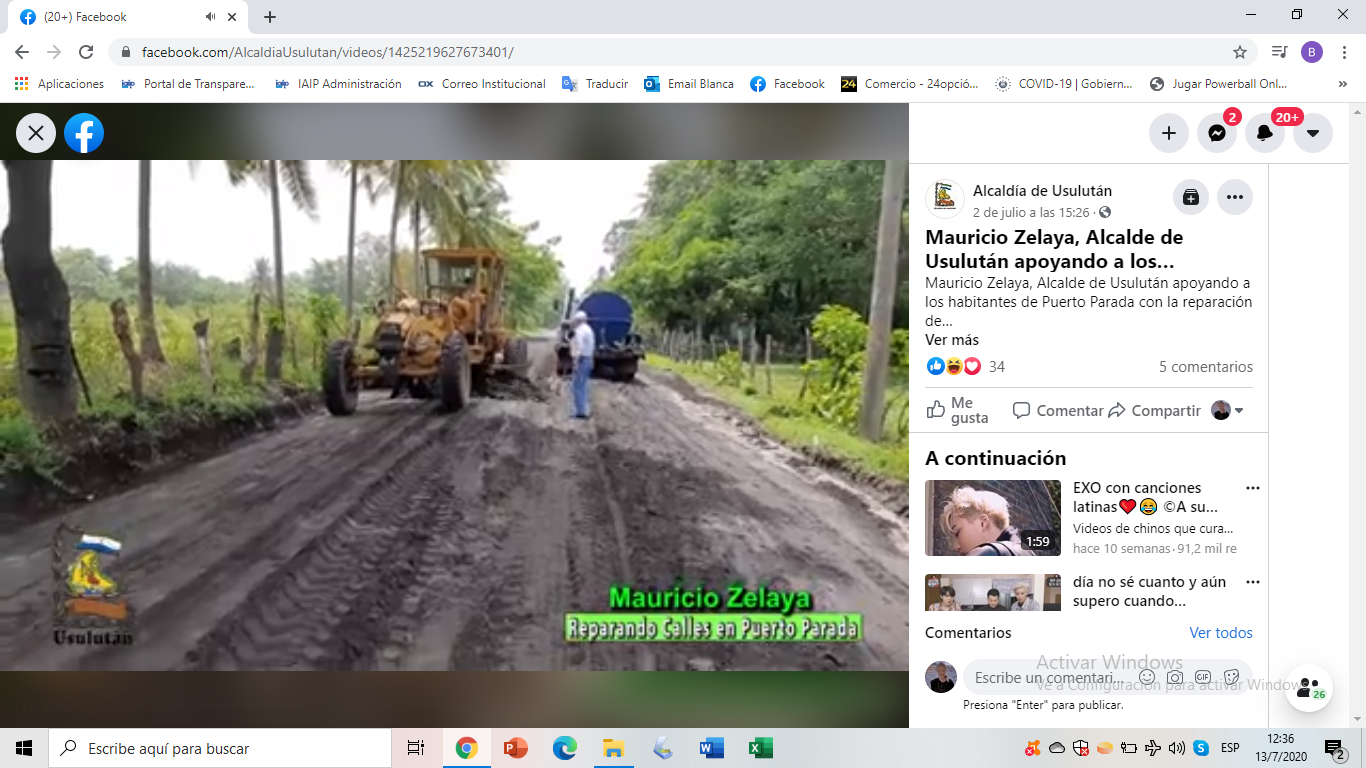 (20+) Facebook
facebook.com/AlcaldiaUsulutan/videos/1425219627673401/
B
Aplicaciones
Portal de Transpare...
IAIP Administración
Correo Institucional
Traducir
Email Blanca
Facebook
24
Comercio - 24opció...
COVID-19 | Gobiern...
Jugar Powerball Onl...
»
2
20+
Alcaldía de Usulután
2 de julio a las 15:26 ·
Mauricio Zelaya, Alcalde de
Usulután apoyando a los...
Mauricio Zelaya, Alcalde de Usulután apoyando a
los habitantes de Puerto Parada con la reparación
de...
Ver más
34
5 comentarios
Me
gusta
Comentar
Compartir
A continuación
EXO con canciones
latinas❤️😂 ©A su...
Videos de chinos que cura...
hace 10 semanas · 91,2 mil re
1:59
día no sé cuanto y aún
supero cuando...
Comentarios
Ver todos
Escribe un comentari...
GIF
Presiona "Enter" para publicar.
Activar Windows
Ve a Configuración para activar Windows.
26
Usulután
Mauricio Zelaya
Reparando Calles en Puerto Parada
Escribe aquí para buscar
ESP
12:36
13/7/2020
2